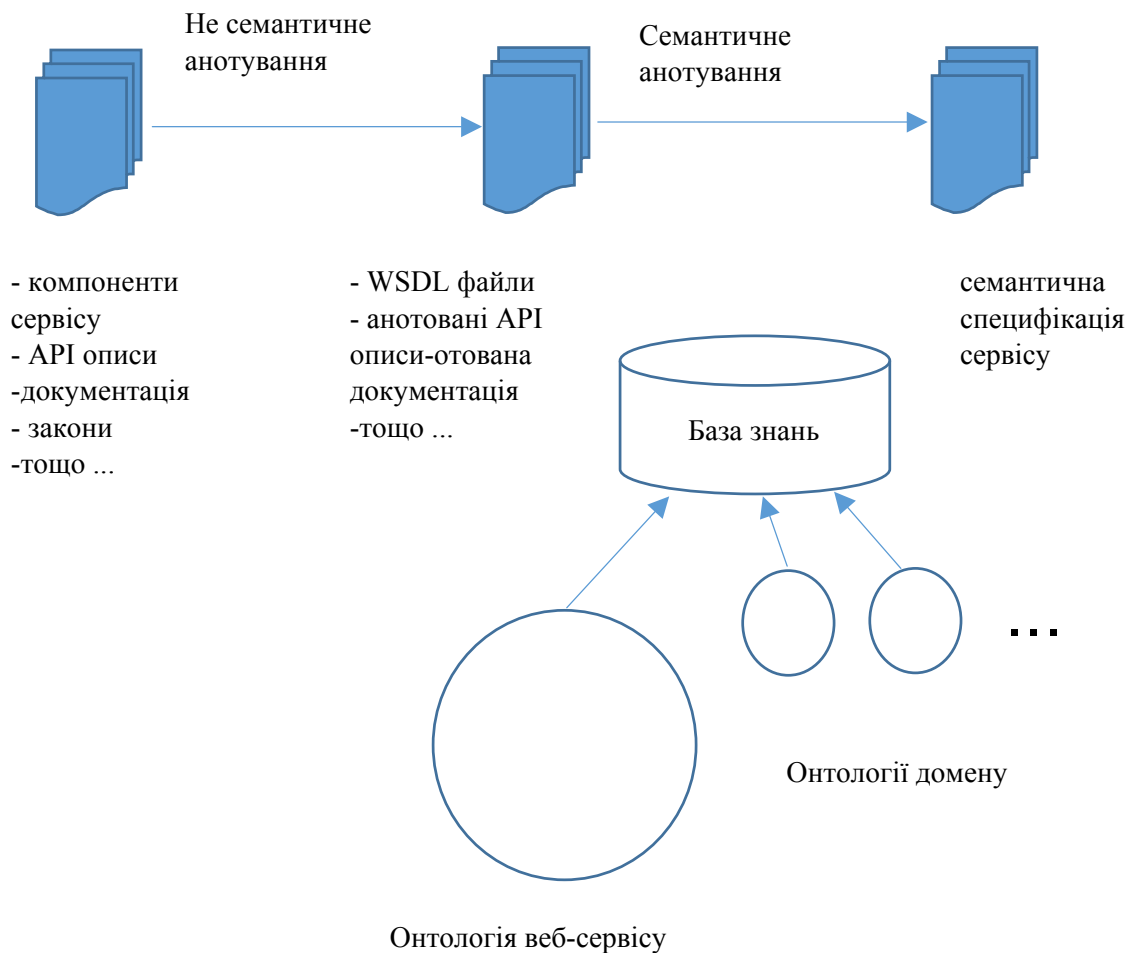 Не семантичне
анотування
Семантичне
анотування
- компоненти
сервісу
- API описи
-документація
- закони
-тощо ...
- WSDL файли
- анотовані API
описи-отована
документація
-тощо ...
семантична
специфікація
сервісу
База знань
...
Онтології домену
Онтологія веб-сервісу